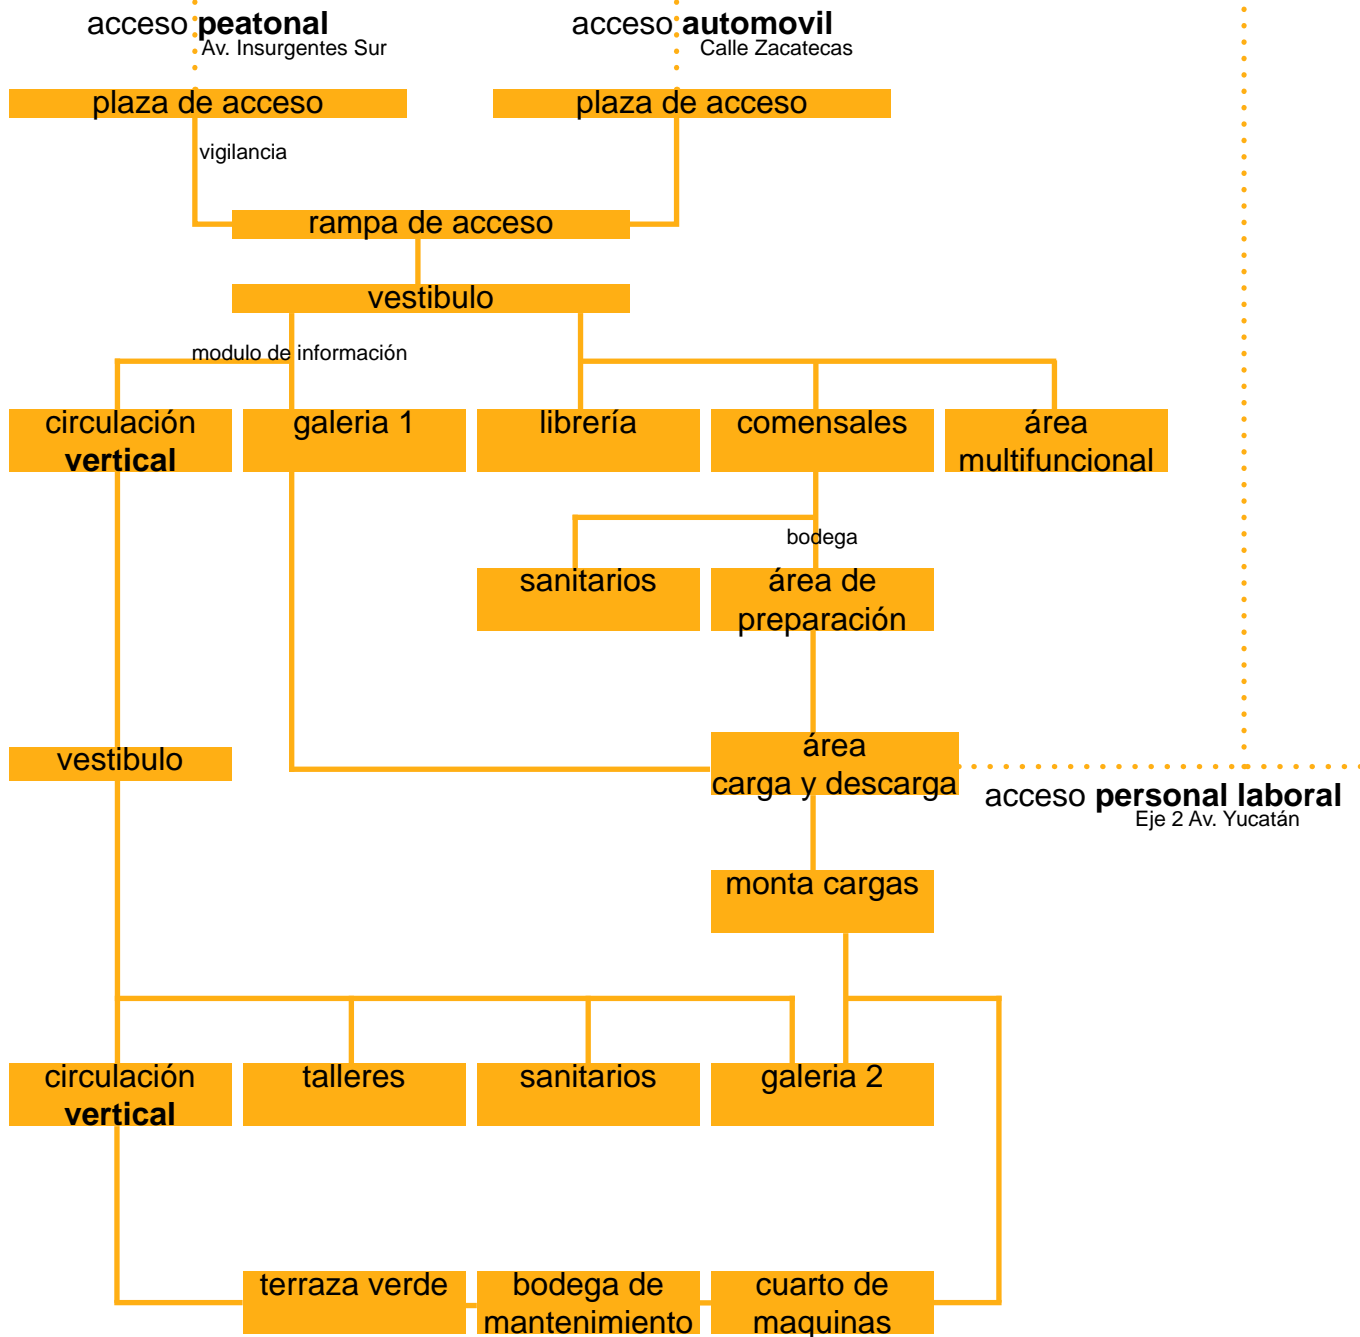 acceso peatonal
Av. Insurgentes Sur
acceso automovil
Calle Zacatecas
plaza de acceso
plaza de acceso
vigilancia
rampa de acceso
vestibulo
modulo de información
circulación
vertical
galeria 1
librería
comensales
área
multifuncional
bodega
sanitarios
área de
preparación
vestibulo
área
carga y descarga
acceso personal laboral
Eje 2 Av. Yucatán
monta cargas
circulación
vertical
talleres
sanitarios
galeria 2
terraza verde
bodega de
mantenimiento
cuarto de
maquinas